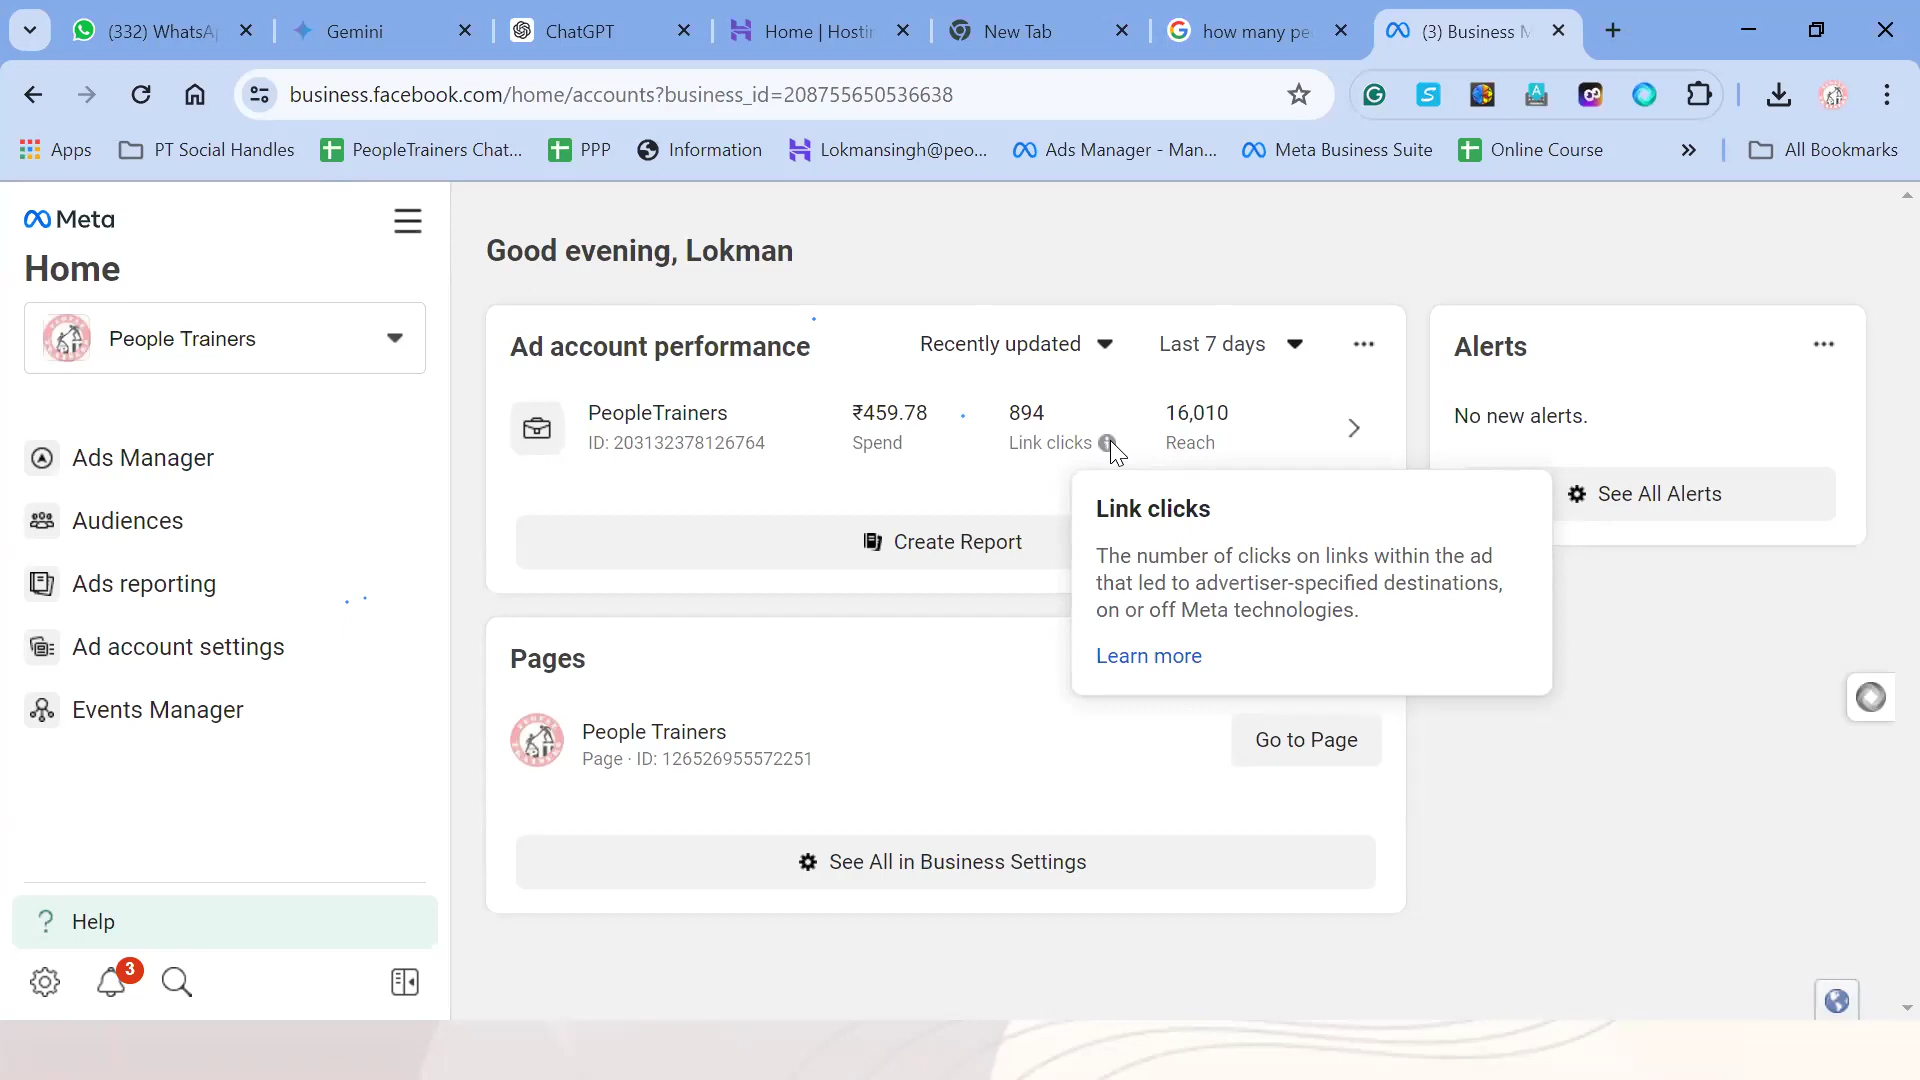 (332) WhatsA
Gemini
ChatGPT
Home | Hostin
New Tab
how many pe
(3) Business M
business.facebook.com/home/accounts?business_id=208755650536638
Apps
PT Social Handles
PeopleTrainers Chat...
PPP
Information
Lokmansingh@peo...
Ads Manager - Man...
Meta Business Suite
Online Course
All Bookmarks
Meta
Home
People Trainers
Ads Manager
Audiences
Ads reporting
Ad account settings
Events Manager
Help
3
Good evening, Lokman
Ad account performance
Recently updated
Last 7 days
PeopleTrainers
ID: 203132378126764
₹459.78
Spend
894
Link clicks
16,010
Reach
Create Report
Link clicks
The number of clicks on links within the ad
that led to advertiser-specified destinations,
on or off Meta technologies.
Learn more
Pages
People Trainers
Page · ID: 126526955572251
Go to Page
See All in Business Settings
Alerts
No new alerts.
See All Alerts